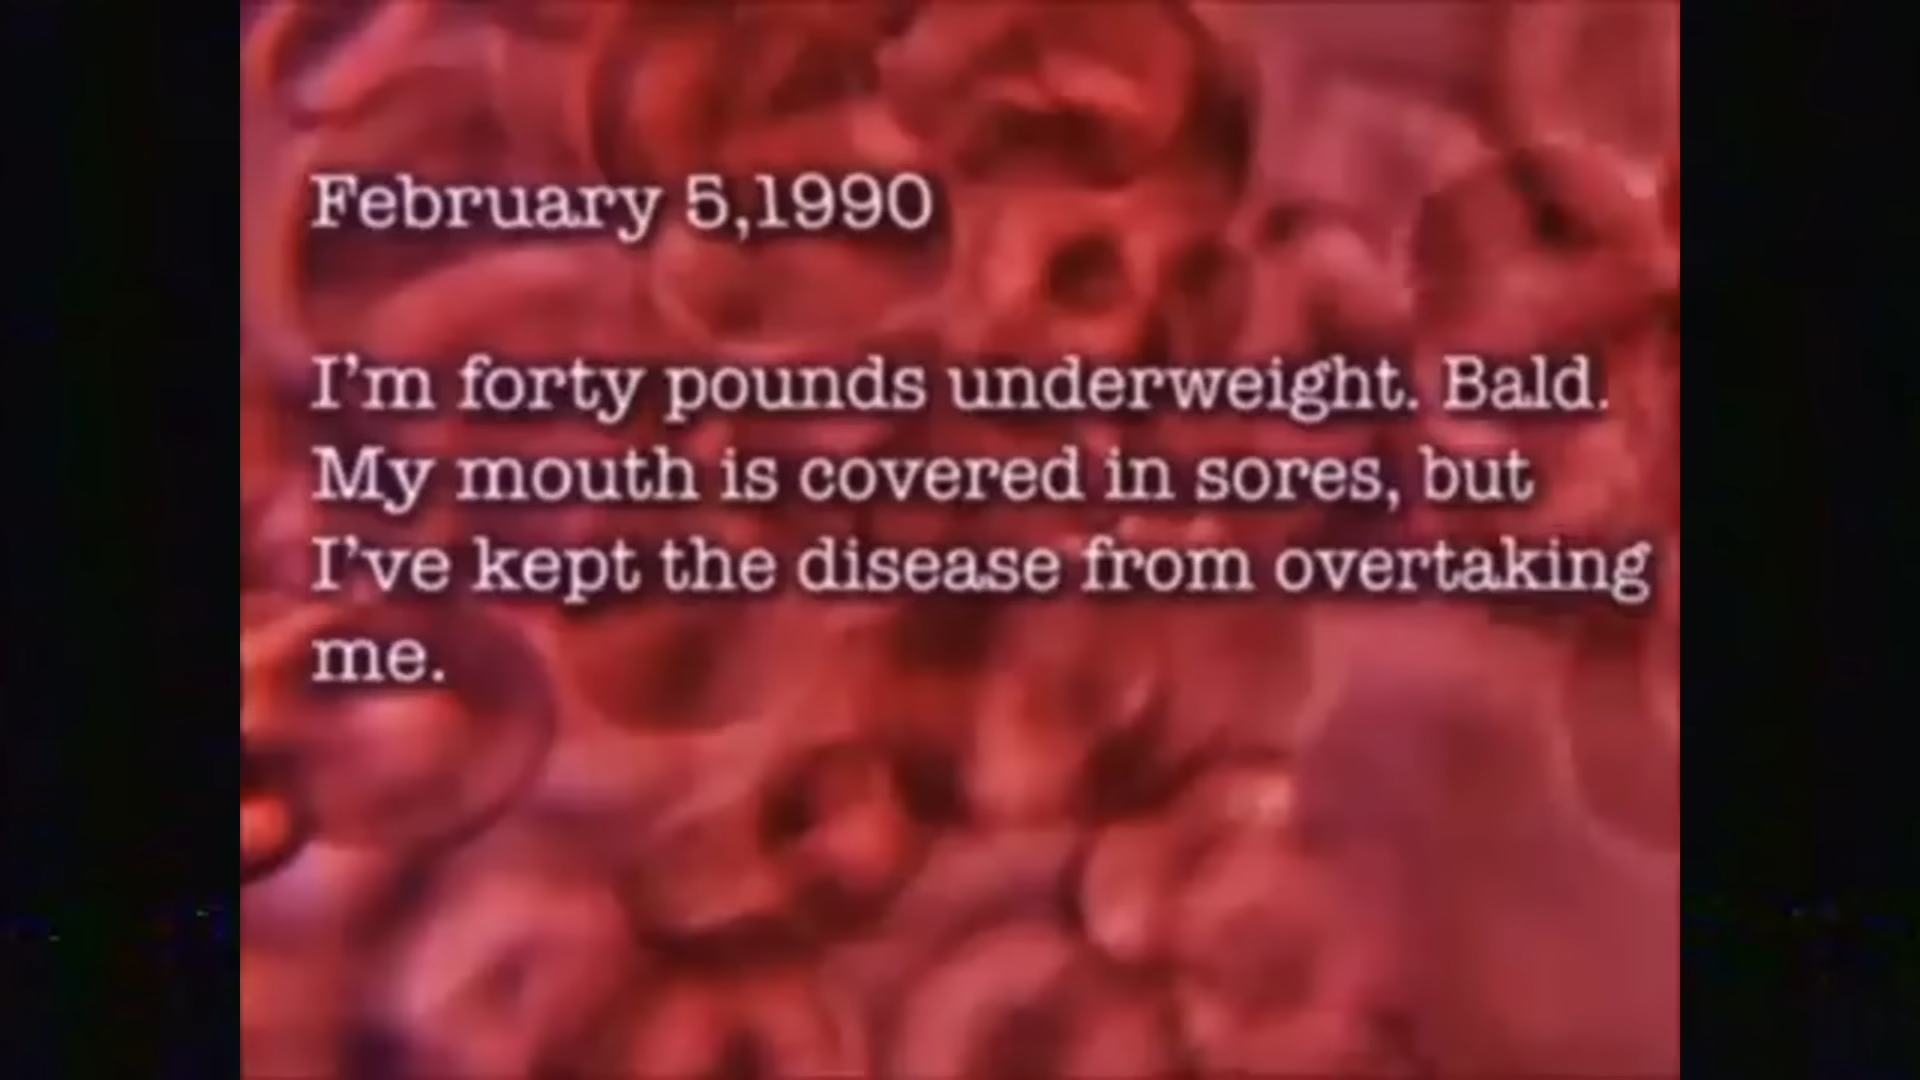 February 5,1990
I'm forty pounds underweight. Bald.
My mouth is covered in sores, but
I've kept the disease from overtaking
me.